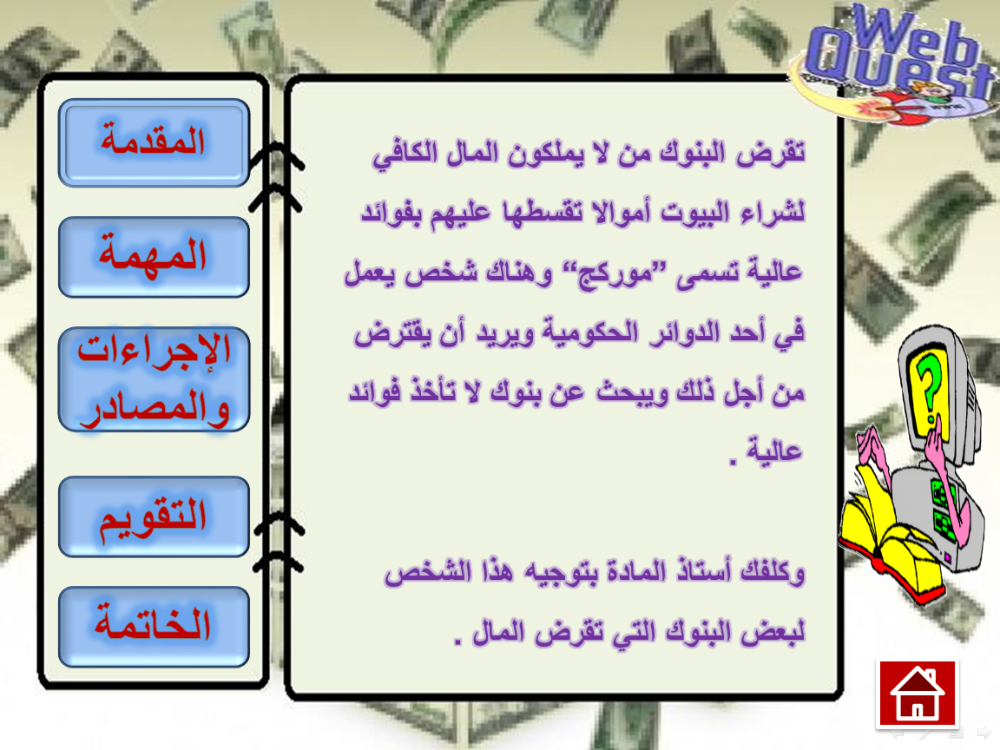 Web
Quest
المقدمة
المهمة
الإجراءات
والمصادر
التقويم
الخاتمة
تقرض البنوك من لا يملكون المال الكافي
لشراء البيوت أموالا تقسطها عليهم بفوائد
عالية تسمى ”موركج“ وهناك شخص يعمل
في أحد الدوائر الحكومية ويريد أن يقترض
من أجل ذلك ويبحث عن بنوك لا تأخذ فوائد
عالية .
وكلفك أستاذ المادة بتوجيه هذا الشخص
لبعض البنوك التي تقرض المال .
?